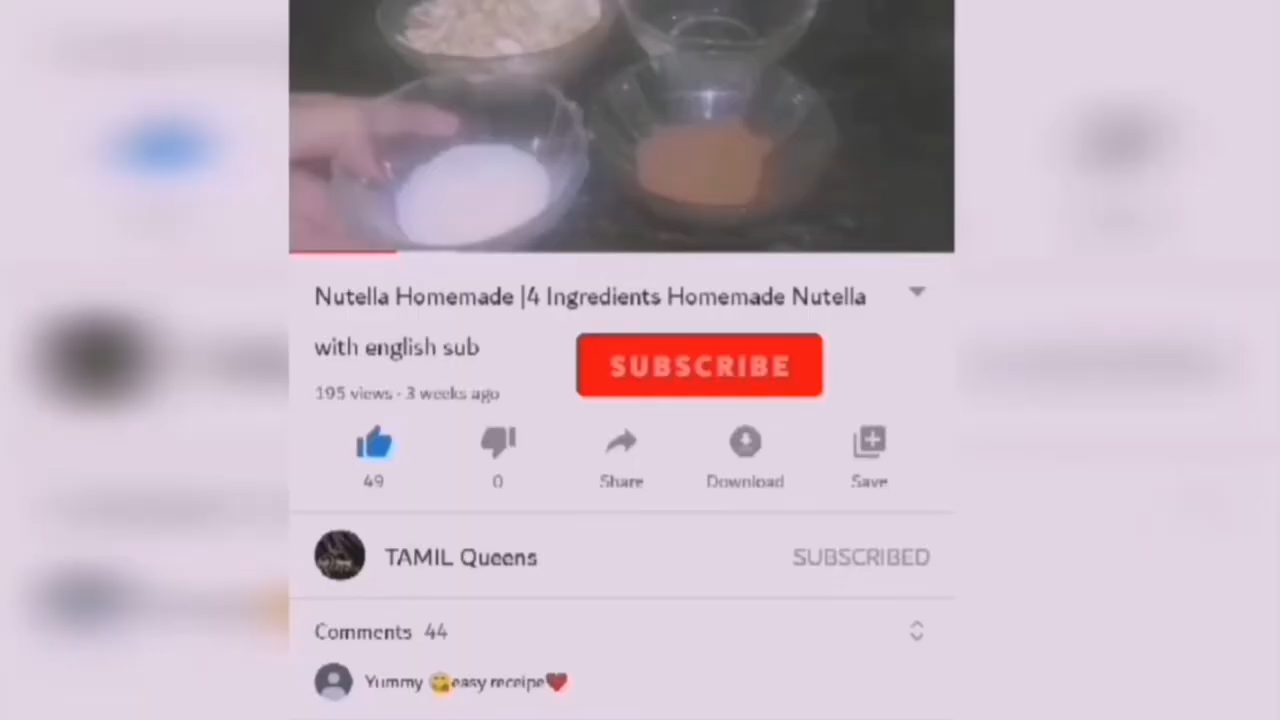 Nutella Homemade |4 Ingredients Homemade Nutella
with english sub
SUBSCRIBE
195 views · 3 weeks ago
49
0
Share
Download
Save
TAMIL Queens
SUBSCRIBED
Comments 44
Yummy 😋easy receipe❤